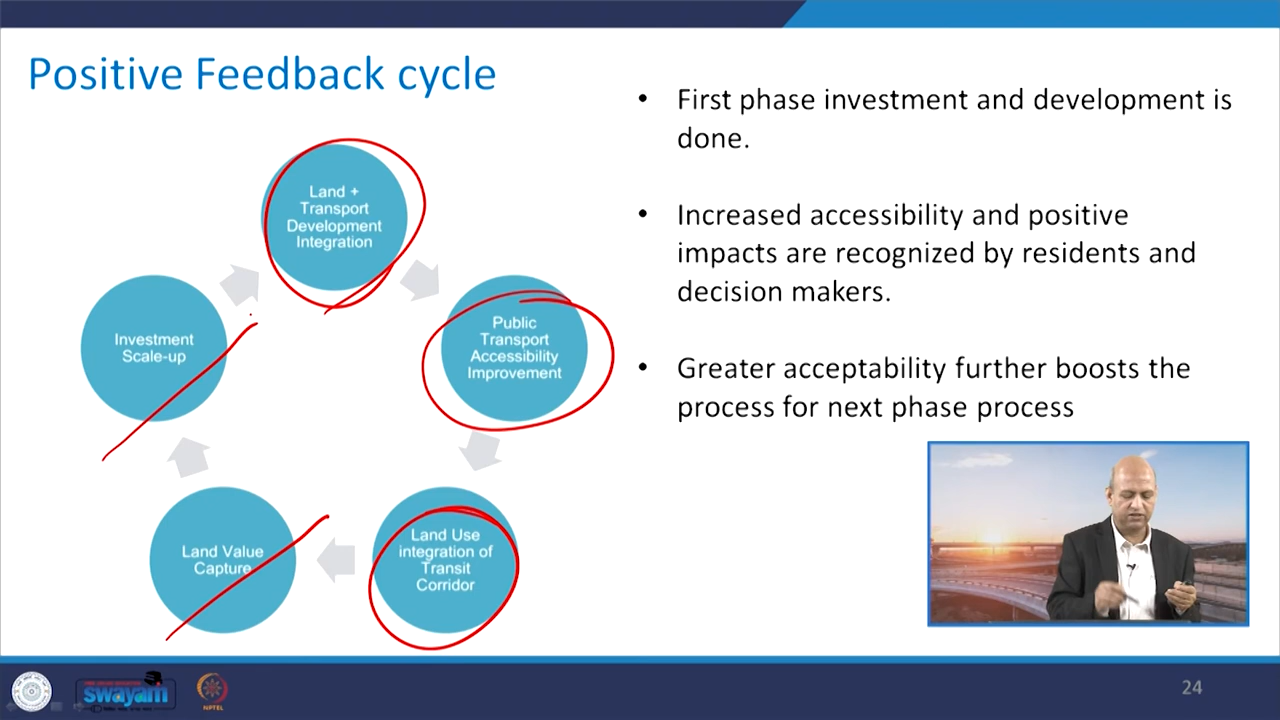 Positive Feedback cycle
Land +
Transport
Development
Integration
Public
Transport
Accessibility
Improvement
Land Use
integration of
Transit
Corridor
Land Value
Capture
Investment
Scale-up
• First phase investment and development is
done.
• Increased accessibility and positive
impacts are recognized by residents and
decision makers.
• Greater acceptability further boosts the
process for next phase process
swayam
NPTEL
24